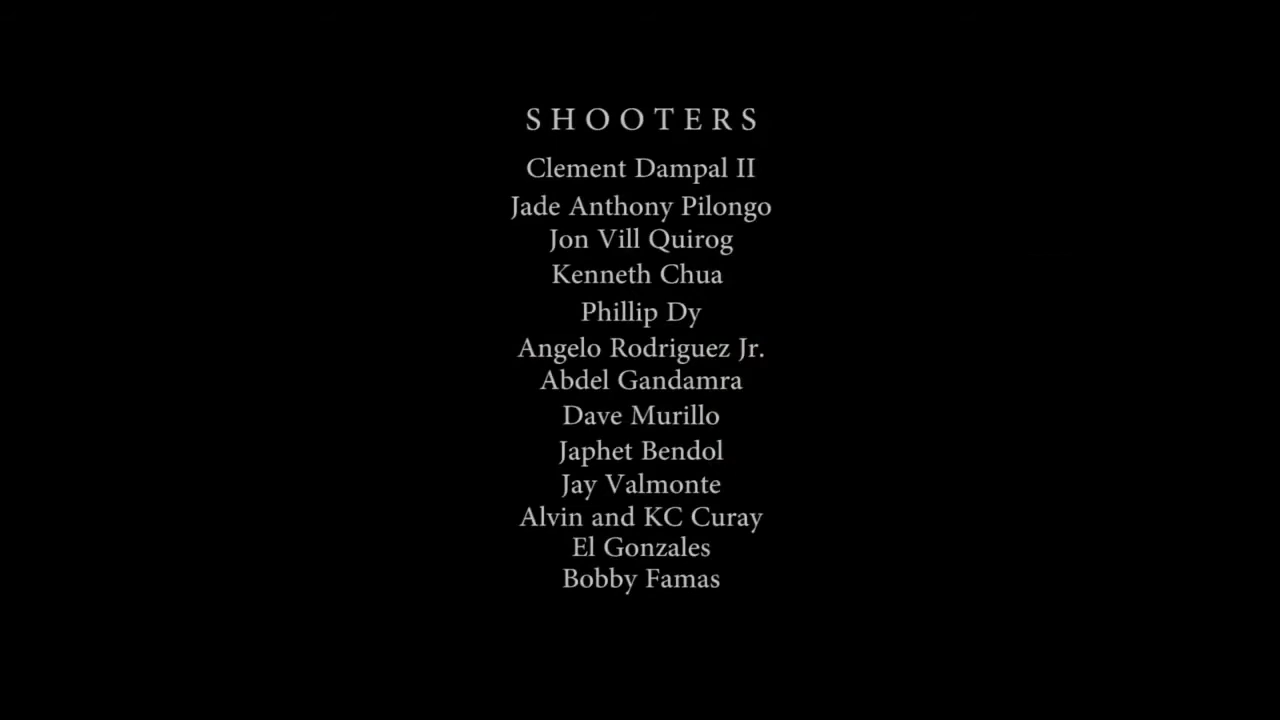 SHOOTERS
Clement Dampal II
Jade Anthony Pilongo
Jon Vill Quirog
Kenneth Chua
Phillip Dy
Angelo Rodriguez Jr.
Abdel Gandamra
Dave Murillo
Japhet Bendol
Jay Valmonte
Alvin and KC Curay
El Gonzales
Bobby Famas